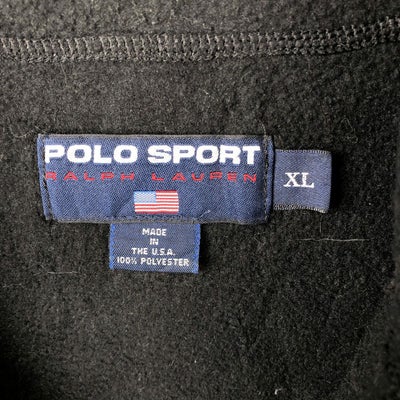 POLO SPORT
RALPH LAUREN
XL
MADE
IN
THE U.S.A.
100% POLYESTER